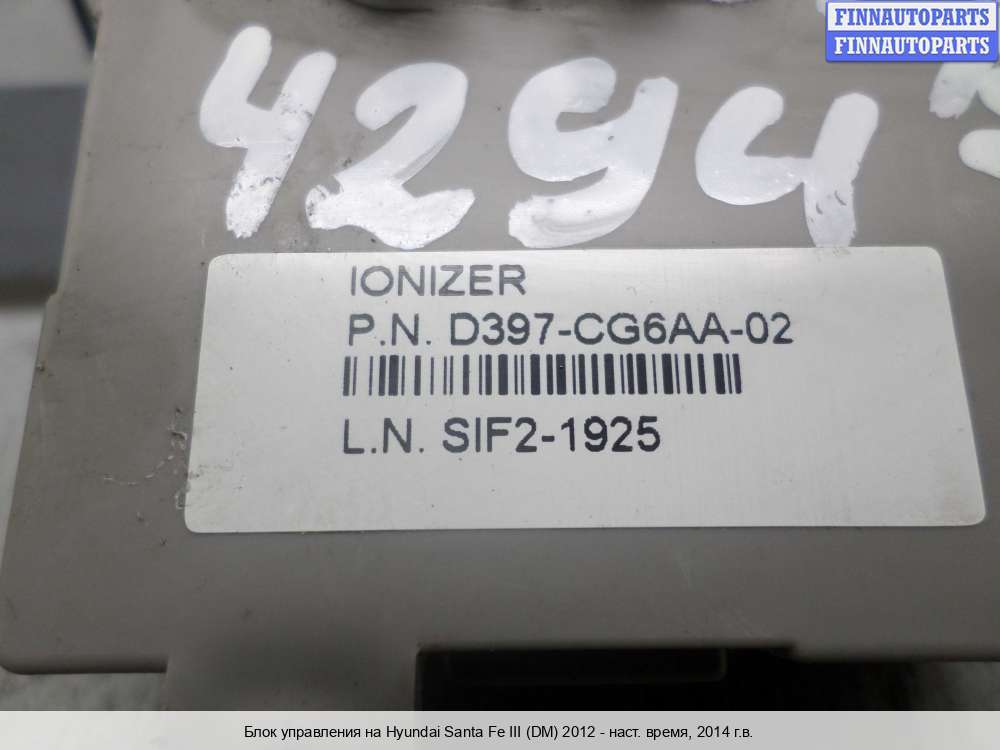 FINNAUTOPARTS
FINNAUTOPARTS
4294
IONIZER
P.N. D397-CG6AA-02
L.N. SIF2-1925
Блок управления на Hyundai Santa Fe III (DM) 2012 - наст. время, 2014 г.в.